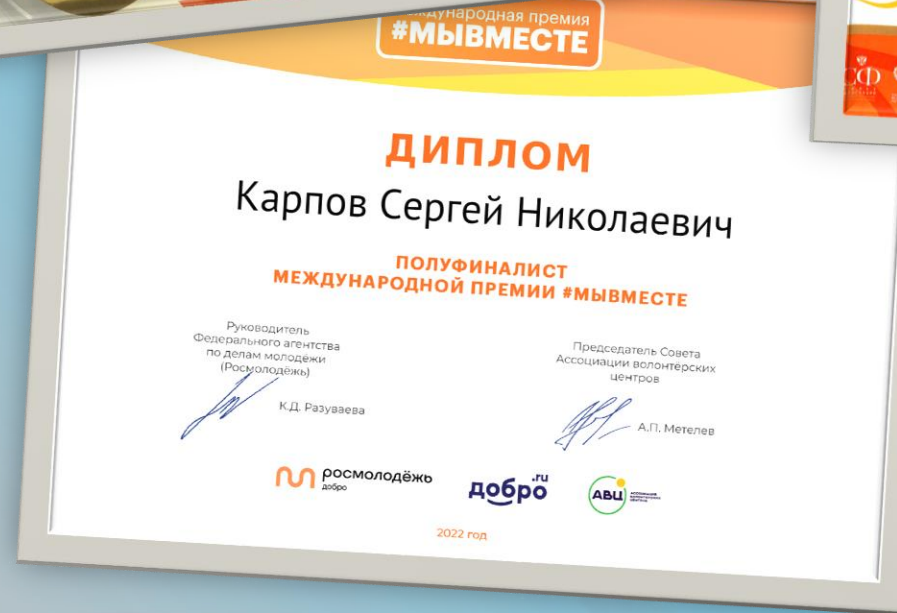 международная премия
#МЫВМЕСТЕ
ДИПЛОМ
Карпов Сергей Николаевич
ПОЛУФИНАЛИСТ
МЕЖДУНАРОДНОЙ ПРЕМИИ #МЫВМЕСТЕ
Руководитель
Федерального агентства
по делам молодёжи
(Росмолодёжь)
К.Д. Разуваева
Председатель Совета
Ассоциации волонтёрских
центров
А.П. Метелев
росмолодёжь
добро
добро.ru
АВЦ
2022 год